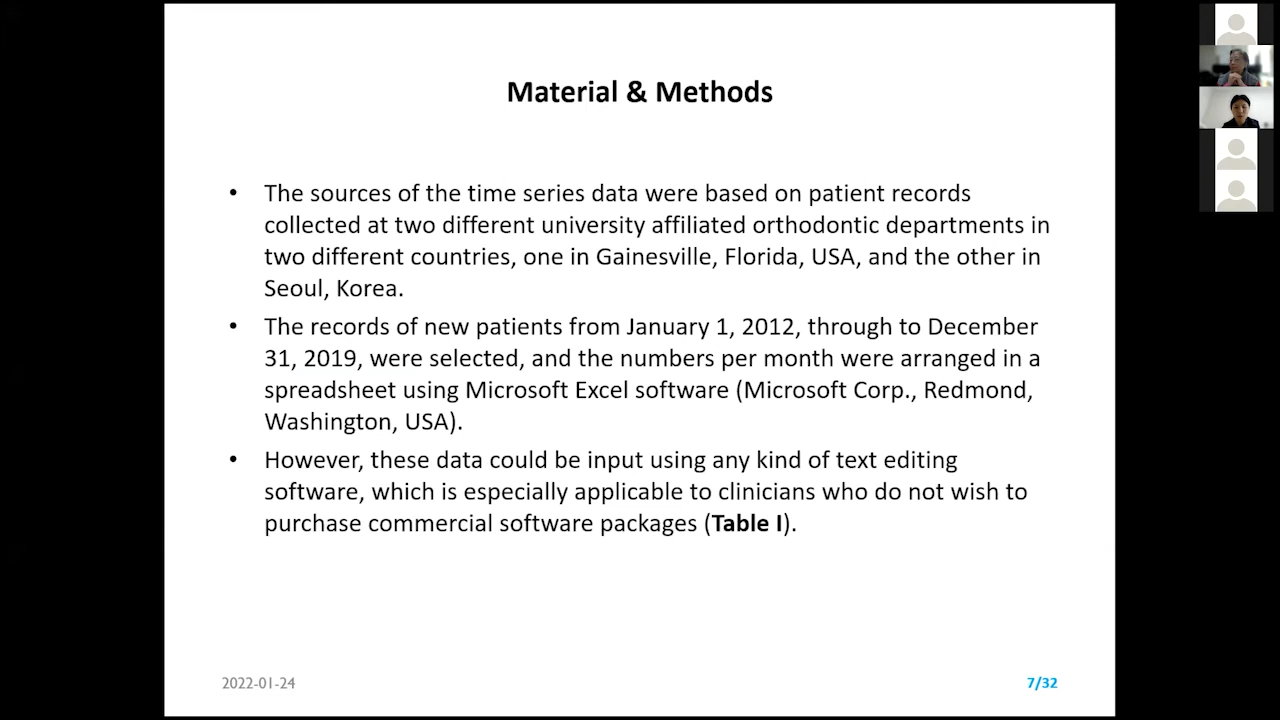 Material & Methods
• The sources of the time series data were based on patient records
collected at two different university affiliated orthodontic departments in
two different countries, one in Gainesville, Florida, USA, and the other in
Seoul, Korea.
• The records of new patients from January 1, 2012, through to December
31, 2019, were selected, and the numbers per month were arranged in a
spreadsheet using Microsoft Excel software (Microsoft Corp., Redmond,
Washington, USA).
• However, these data could be input using any kind of text editing
software, which is especially applicable to clinicians who do not wish to
purchase commercial software packages (Table I).
2022-01-24
7/32